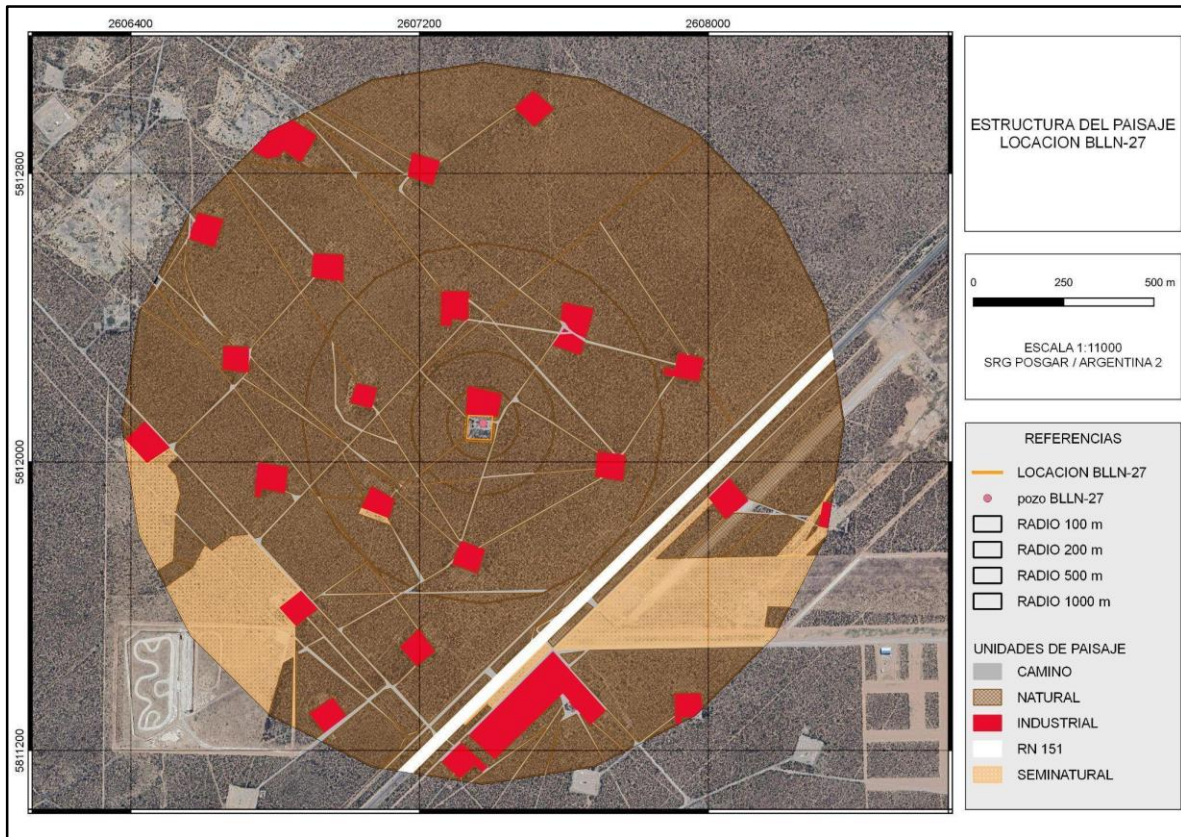 2606400
2607200
2608000
5812800
5812000
5811200
ESTRUCTURA DEL PAISAJE
LOCACION BLLN-27
0
250
500 m
ESCALA 1:11000
SRG POSGAR / ARGENTINA 2
REFERENCIAS
LOCACION BLLN-27
pozo BLLN-27
RADIO 100 m
RADIO 200 m
RADIO 500 m
RADIO 1000 m
UNIDADES DE PAISAJE
CAMINO
NATURAL
INDUSTRIAL
RN 151
SEMINATURAL